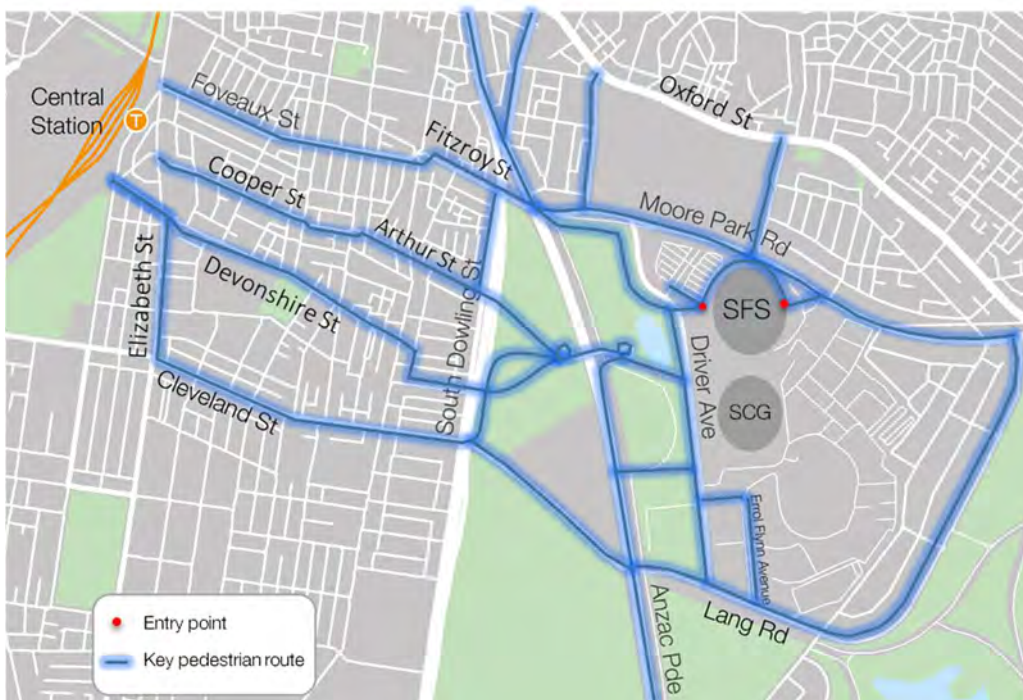 Central
Station
T
Foveaux St
Fitzroy St
Oxford St
Cooper St
Arthur St
Moore Park Rd
Elizabeth St
Devonshire St
South Dowling St
SFS
Driver Ave
SCG
Cleveland St
Errol Flynn Avenue
Anzac Pde
Lang Rd
Entry point
Key pedestrian route